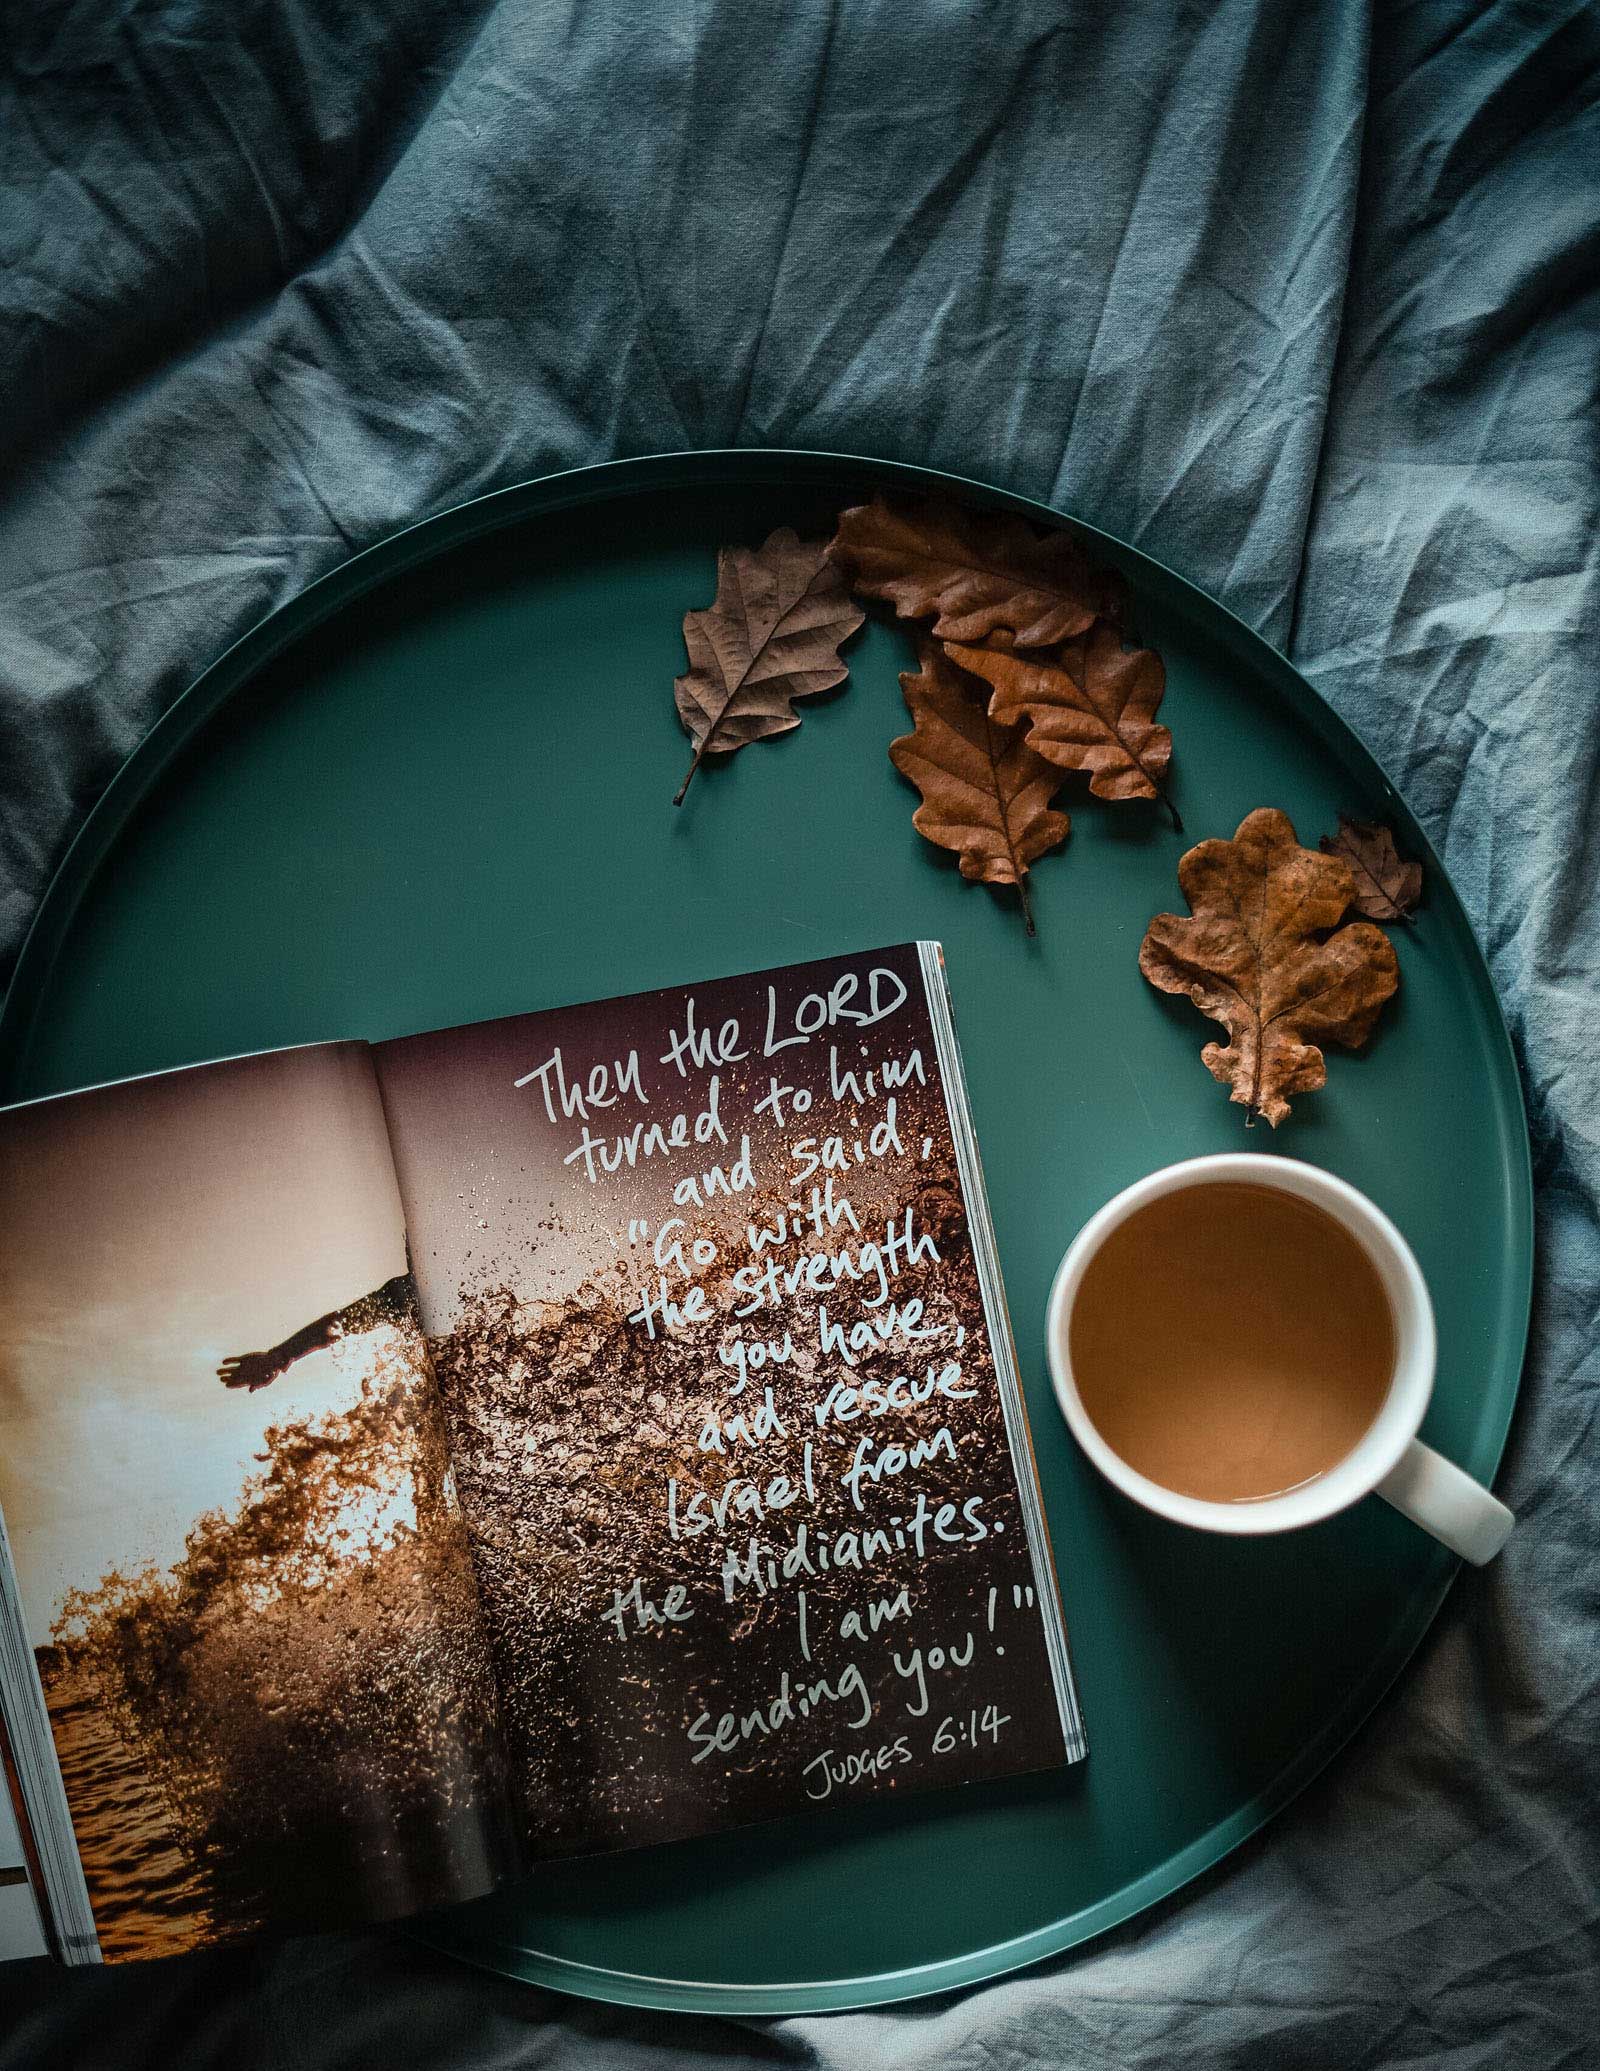 Then the LORD
turned to him
and said,
"Go with
the strength
you have,
and rescue
Israel from
the Midianites.
I am
sending you!"
JUDGES 6:14